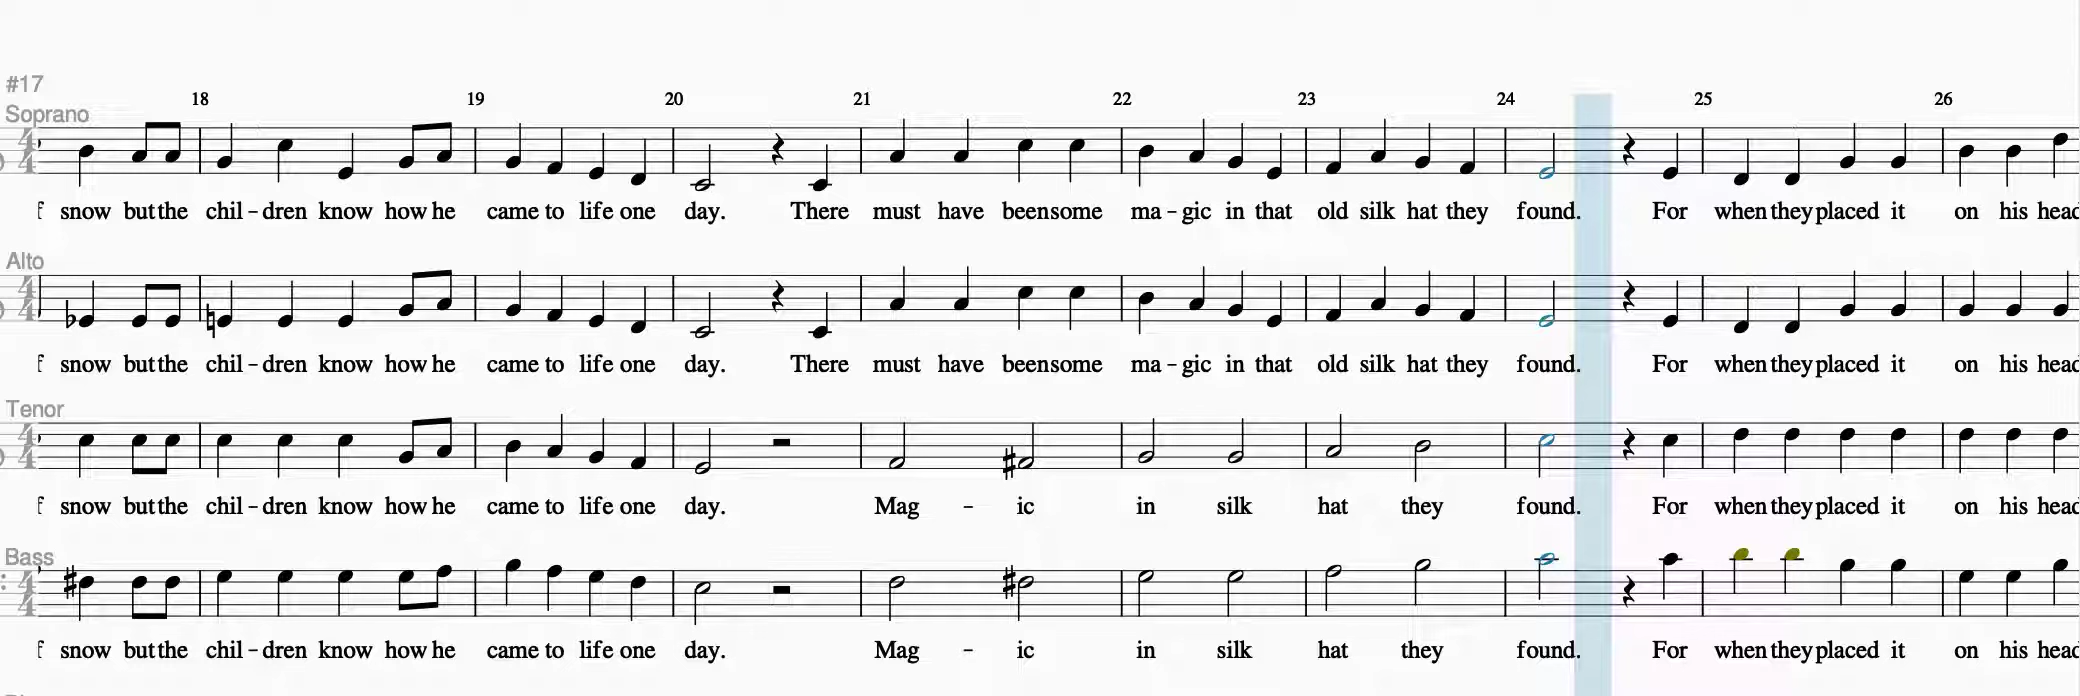 #17
18 19 20 21 22 23 24 25 26
Soprano
f snow but the chil - dren know how he came to life one day. There must have been some ma - gic in that old silk hat they found. For when they placed it on his head
Alto
f snow but the chil - dren know how he came to life one day. There must have been some ma - gic in that old silk hat they found. For when they placed it on his head
Tenor
f snow but the chil - dren know how he came to life one day. Mag - ic in silk hat they found. For when they placed it on his head
Bass
f snow but the chil - dren know how he came to life one day. Mag - ic in silk hat they found. For when they placed it on his head